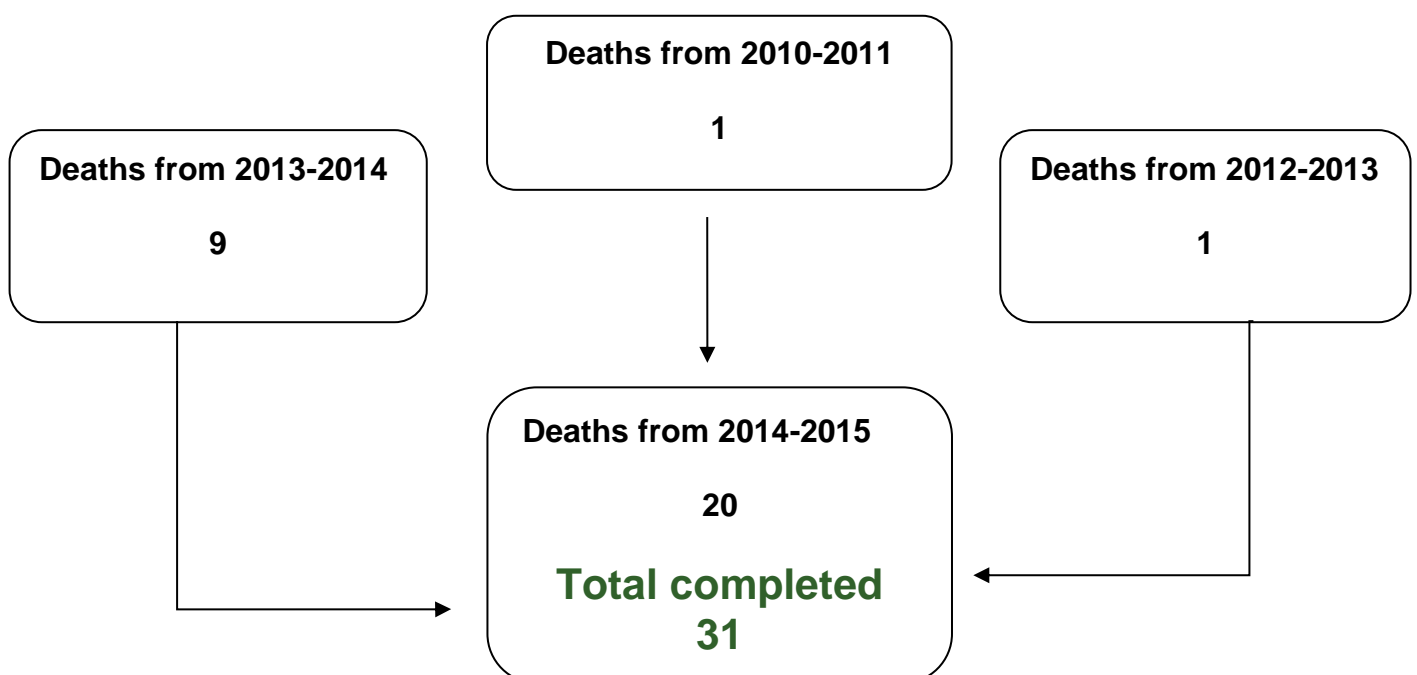 Deaths from 2010-2011
1
Deaths from 2013-2014
9
Deaths from 2012-2013
1
Deaths from 2014-2015
20
Total completed
31